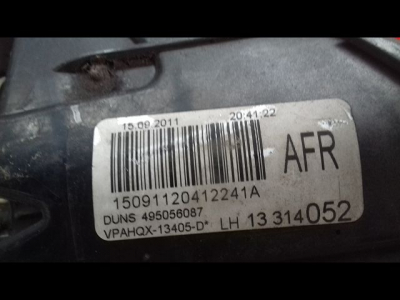 15.09.2011 20:41:22
AFR
15091120412241A
DUNS 495056087
VPAHQX-13405-D* LH 13 314052